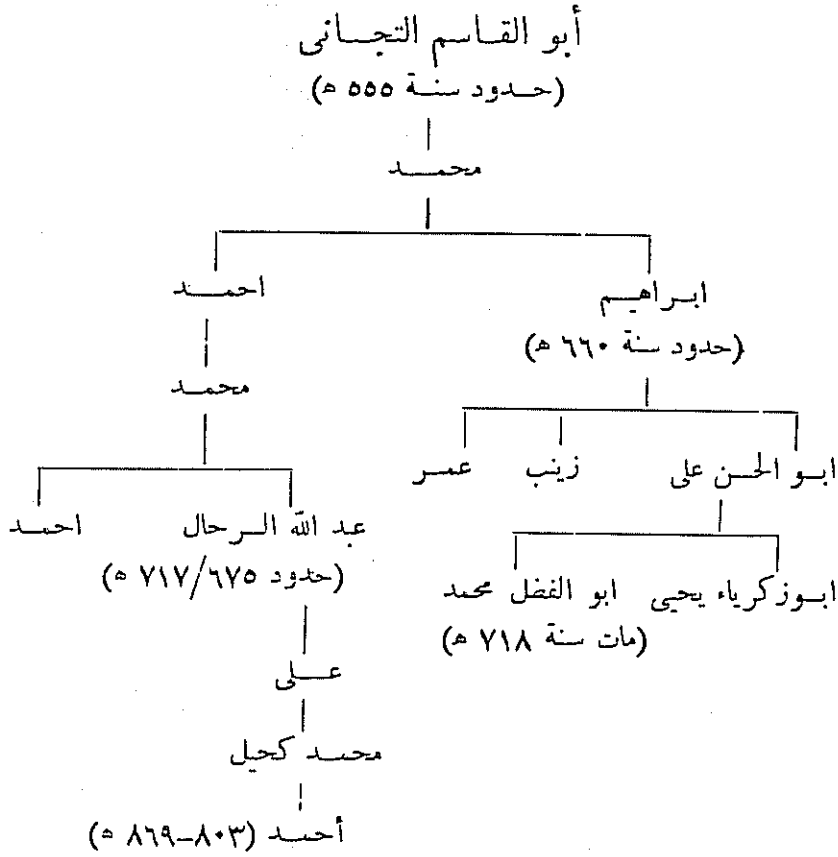 أبو القاسم التجانى
(حدود سنة ٥٥٥ ه)
محمد
ابراهيم
احمد
(حدود سنة ٦٦٠ ه)
محمد
ابو الحسن على
زينب
عمر
عبد الله الرحال
احمد
(حدود ٧١٧/٦٧٥ ه)
ابوزكرياء يحيى
ابو الفضل محمد
(مات سنة ٧١٨ ه)
على
محمد كحيل
أحمد (٨٠٣–٨٦٩ ه)